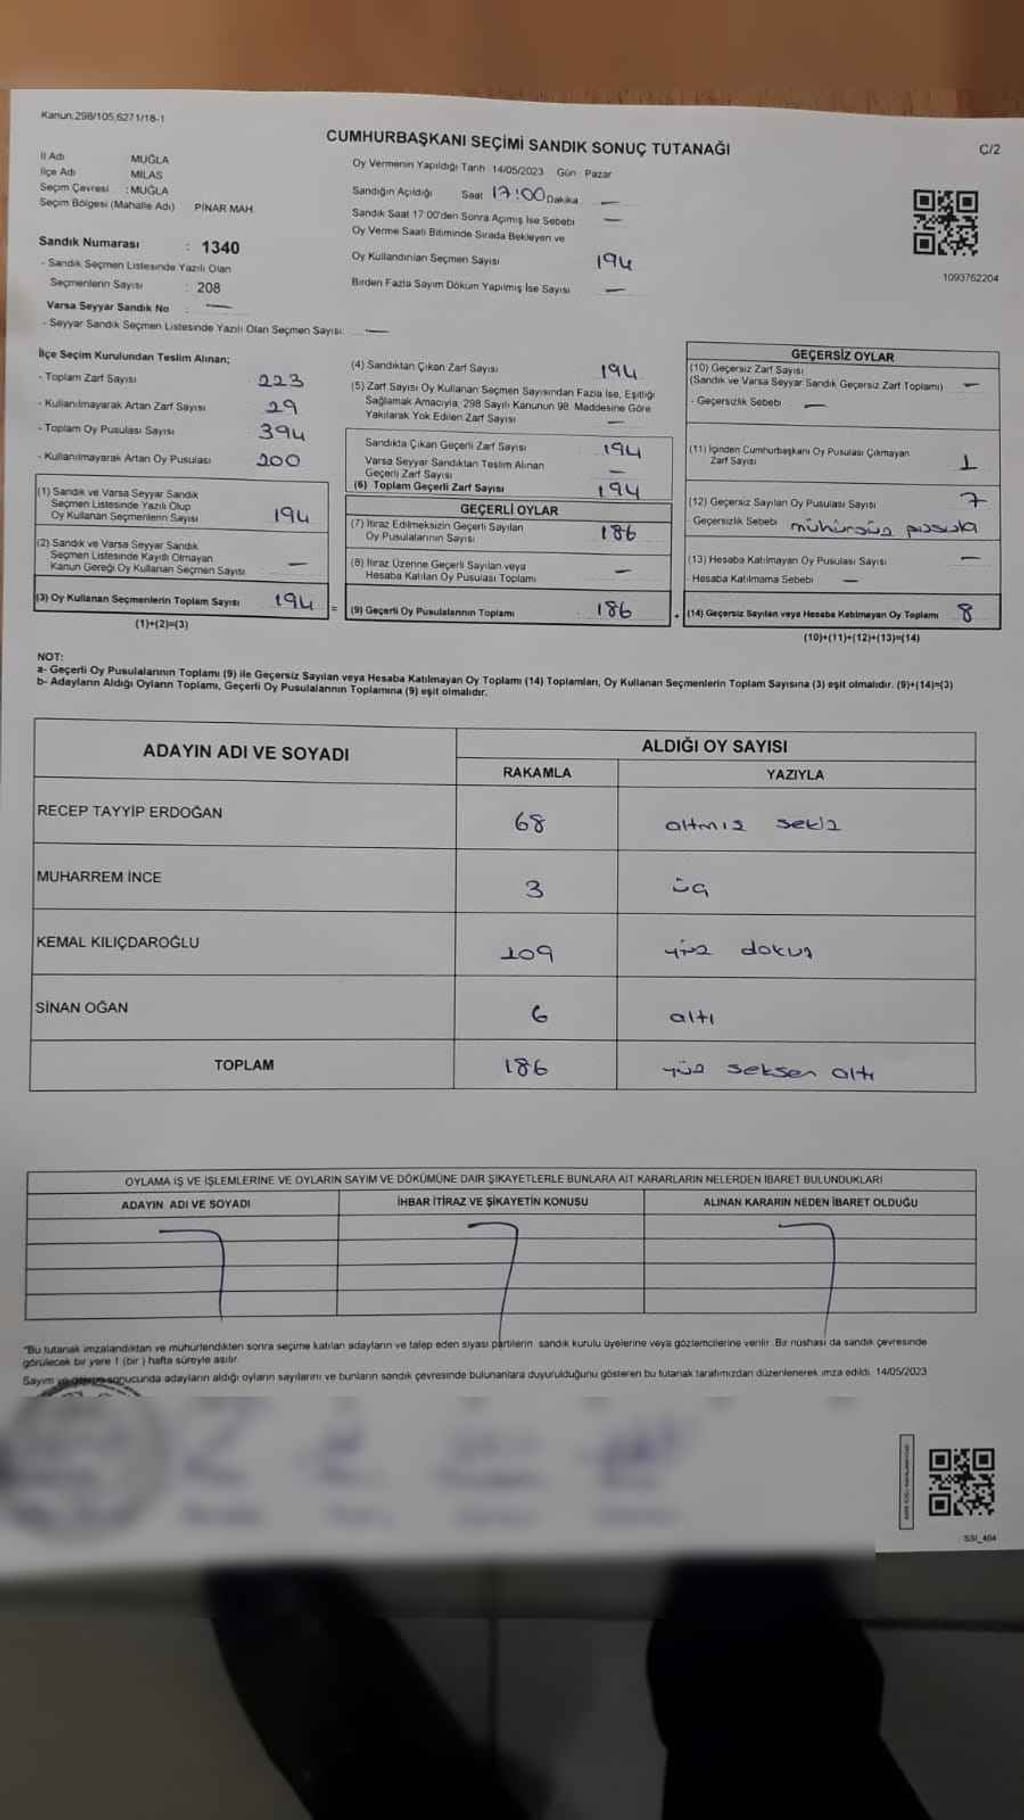 Kanun:298/105,6271/18-1
CUMHURBAŞKANI SEÇİMİ SANDIK SONUÇ TUTANAĞI
C/2
İl Adı MUĞLA
İlçe Adı MİLAS
Seçim Çevresi : MUĞLA
Seçim Bölgesi (Mahalle Adı) PINAR MAH
Oy Vermenin Yapıldığı Tarih 14/05/2023 Gün Pazar
Sandığın Açıldığı Saat 17:00 Dakika —
Sandık Saat 17:00'den Sonra Açılmış İse Sebebi —
Oy Verme Saati Bitiminde Sırada Bekleyen ve
Oy Kullandırılan Seçmen Sayısı 194
Birden Fazla Sayım Döküm Yapılmış İse Sayısı —
1093762204
Sandık Numarası : 1340
- Sandık Seçmen Listesinde Yazılı Olan
Seçmenlerin Sayısı : 208
Varsa Seyyar Sandık No : —
- Seyyar Sandık Seçmen Listesinde Yazılı Olan Seçmen Sayısı: —
İlçe Seçim Kurulundan Teslim Alınan;
- Toplam Zarf Sayısı 223
- Kullanılmayarak Artan Zarf Sayısı 29
- Toplam Oy Pusulası Sayısı 394
- Kullanılmayarak Artan Oy Pusulası 200
(1) Sandık ve Varsa Seyyar Sandık
Seçmen Listesinde Yazılı Olup
Oy Kullanan Seçmenlerin Sayısı 194
(2) Sandık ve Varsa Seyyar Sandık
Seçmen Listesinde Kayıtlı Olmayan
Kanun Gereği Oy Kullanan Seçmen Sayısı —
(3) Oy Kullanan Seçmenlerin Toplam Sayısı 194 =
(1)+(2)=(3)
(4) Sandıktan Çıkan Zarf Sayısı 194
(5) Zarf Sayısı Oy Kullanan Seçmen Sayısından Fazla İse, Eşitliği
Sağlamak Amacıyla, 298 Sayılı Kanunun 98. Maddesine Göre
Yakılarak Yok Edilen Zarf Sayısı —
Sandıkta Çıkan Geçerli Zarf Sayısı 194
Varsa Seyyar Sandıktan Teslim Alınan
Geçerli Zarf Sayısı —
(6) Toplam Geçerli Zarf Sayısı 194
GEÇERLİ OYLAR
(7) İtiraz Edilmeksizin Geçerli Sayılan
Oy Pusulalarının Sayısı 186
(8) İtiraz Üzerine Geçerli Sayılan veya
Hesaba Katılan Oy Pusulası Toplamı —
(9) Geçerli Oy Pusulalarının Toplamı 186 +
GEÇERSİZ OYLAR
(10) Geçersiz Zarf Sayısı
(Sandık ve Varsa Seyyar Sandık Geçersiz Zarf Toplamı) —
- Geçersizlik Sebebi —
(11) İçinden Cumhurbaşkanı Oy Pusulası Çıkmayan
Zarf Sayısı 1
(12) Geçersiz Sayılan Oy Pusulası Sayısı 7
Geçersizlik Sebebi mühürsüz pusula
(13) Hesaba Katılmayan Oy Pusulası Sayısı —
Hesaba Katılmama Sebebi —
(14) Geçersiz Sayılan veya Hesaba Katılmayan Oy Toplamı 8
(10)+(11)+(12)+(13)=(14)
NOT:
a- Geçerli Oy Pusulalarının Toplamı (9) ile Geçersiz Sayılan veya Hesaba Katılmayan Oy Toplamı (14) Toplamları, Oy Kullanan Seçmenlerin Toplam Sayısına (3) eşit olmalıdır. (9)+(14)=(3)
b- Adayların Aldığı Oyların Toplamı, Geçerli Oy Pusulalarının Toplamına (9) eşit olmalıdır.
ADAYIN ADI VE SOYADI ALDIĞI OY SAYISI
RAKAMLA YAZIYLA
RECEP TAYYİP ERDOĞAN 68 altmış sekiz
MUHARREM İNCE 3 üç
KEMAL KILIÇDAROĞLU 109 yüz dokuz
SİNAN OĞAN 6 altı
TOPLAM 186 yüz seksen altı
OYLAMA İŞ VE İŞLEMLERİNE VE OYLARIN SAYIM VE DÖKÜMÜNE DAİR ŞİKAYETLERLE BUNLARA AİT KARARLARIN NELERDEN İBARET BULUNDUKLARI
ADAYIN ADI VE SOYADI İHBAR İTİRAZ VE ŞİKAYETİN KONUSU ALINAN KARARIN NEDEN İBARET OLDUĞU
"Bu tutanak imzalandıktan ve mühürlendikten sonra seçime katılan adayların ve talep eden siyasi partilerin sandık kurulu üyelerine veya gözlemcilerine verilir. Bir nüshası da sandık çevresinde
görülecek bir yere 1 (bir) hafta süreyle asılır.
Sayım sonucunda adayların aldığı oyların sayılarını ve bunların sandık çevresinde bulunanlara duyurulduğunu gösteren bu tutanak tarafımızdan düzenlenerek imza edildi. 14/05/2023
SSI_404